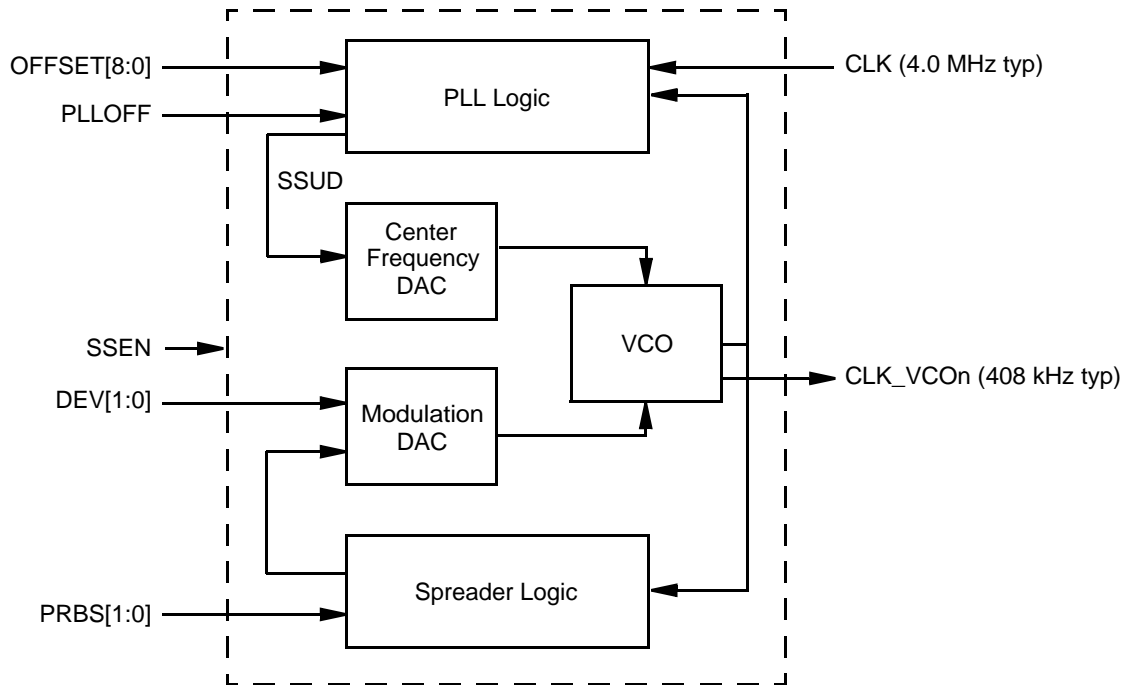 OFFSET[8:0]
PLL Logic
CLK (4.0 MHz typ)
PLLOFF
SSUD
Center
Frequency
DAC
SSEN
VCO
DEV[1:0]
CLK_VCOn (408 kHz typ)
Modulation
DAC
Spreader Logic
PRBS[1:0]